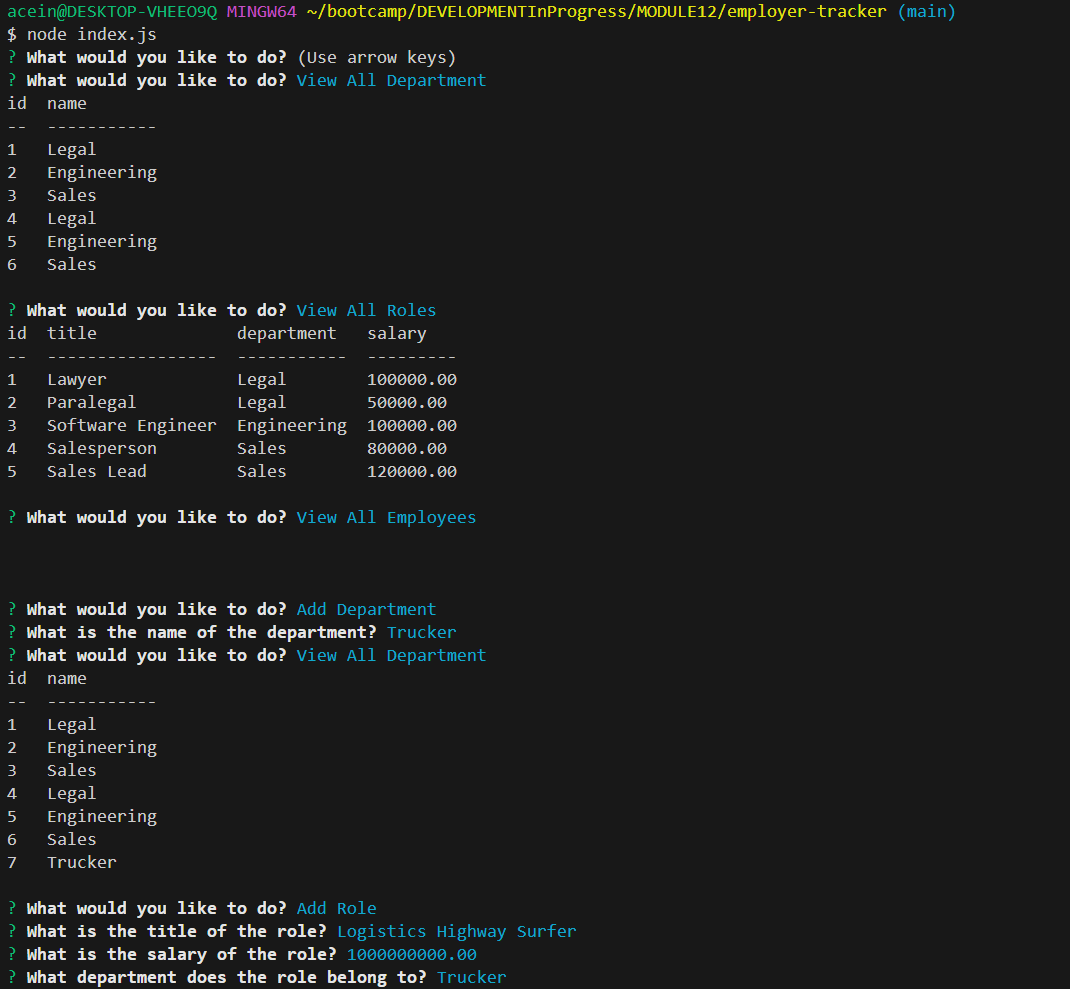 acein@DESKTOP-VHEEO9Q MINGW64 ~/bootcamp/DEVELOPMENTInProgress/MODULE12/employer-tracker (main)
$ node index.js
? What would you like to do? (Use arrow keys)
? What would you like to do? View All Department
id  name
--  -----------
1   Legal
2   Engineering
3   Sales
4   Legal
5   Engineering
6   Sales
? What would you like to do? View All Roles
id  title              department   salary
--  -----------------  -----------  ---------
1   Lawyer             Legal        100000.00
2   Paralegal          Legal        50000.00
3   Software Engineer  Engineering  100000.00
4   Salesperson        Sales        80000.00
5   Sales Lead         Sales        120000.00
? What would you like to do? View All Employees
? What would you like to do? Add Department
? What is the name of the department? Trucker
? What would you like to do? View All Department
id  name
--  -----------
1   Legal
2   Engineering
3   Sales
4   Legal
5   Engineering
6   Sales
7   Trucker
? What would you like to do? Add Role
? What is the title of the role? Logistics Highway Surfer
? What is the salary of the role? 1000000000.00
? What department does the role belong to? Trucker